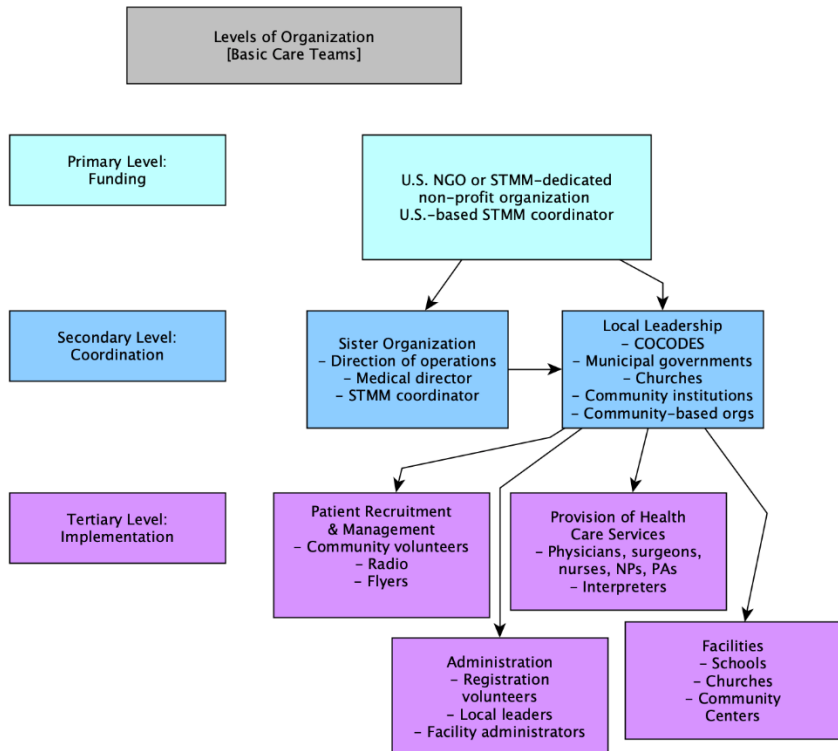 Levels of Organization
[Basic Care Teams]
Primary Level:
Funding
U.S. NGO or STMM-dedicated
non-profit organization
U.S.-based STMM coordinator
Secondary Level:
Coordination
Sister Organization
- Direction of operations
- Medical director
- STMM coordinator
Local Leadership
- COCODES
- Municipal governments
- Churches
- Community institutions
- Community-based orgs
Tertiary Level:
Implementation
Patient Recruitment
& Management
- Community volunteers
- Radio
- Flyers
Provision of Health
Care Services
- Physicians, surgeons,
nurses, NPs, PAs
- Interpreters
Administration
- Registration
volunteers
- Local leaders
- Facility administrators
Facilities
- Schools
- Churches
- Community
Centers